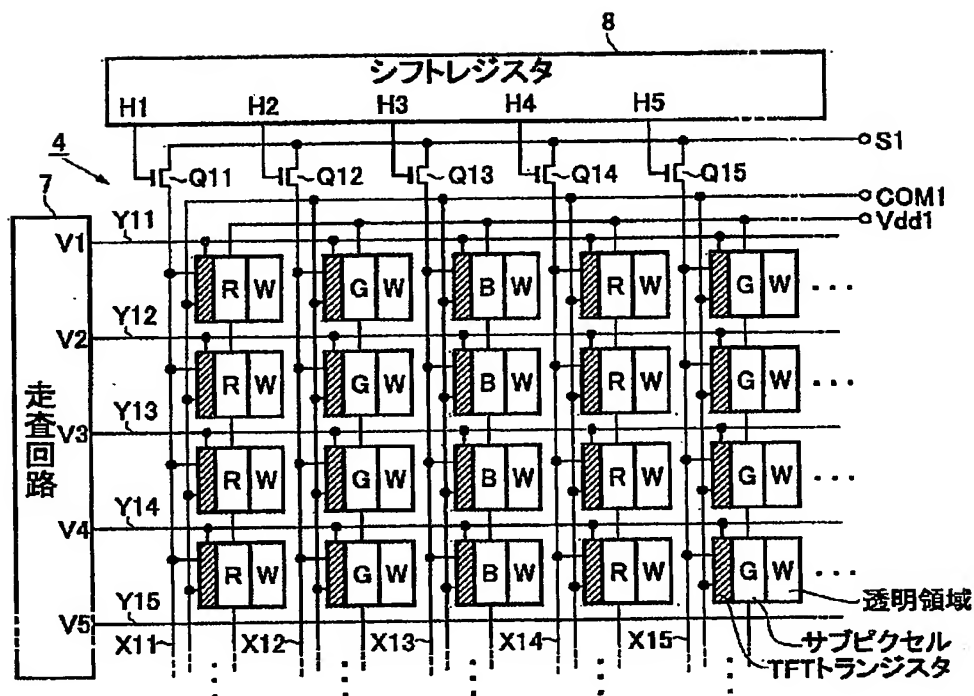 8
シフトレジスタ
H1 H2 H3 H4 H5
S1
4
Q11 Q12 Q13 Q14 Q15
7
COM1
Y11
Vdd1
V1
R W G W B W R W G W ...
Y12
V2
R W G W B W R W G W ...
Y13
V3
走査回路
R W G W B W R W G W ...
Y14
V4
R W G W B W R W G W ...
透明領域
Y15
V5
X11 X12 X13 X14 X15
サブピクセル
TFTトランジスタ